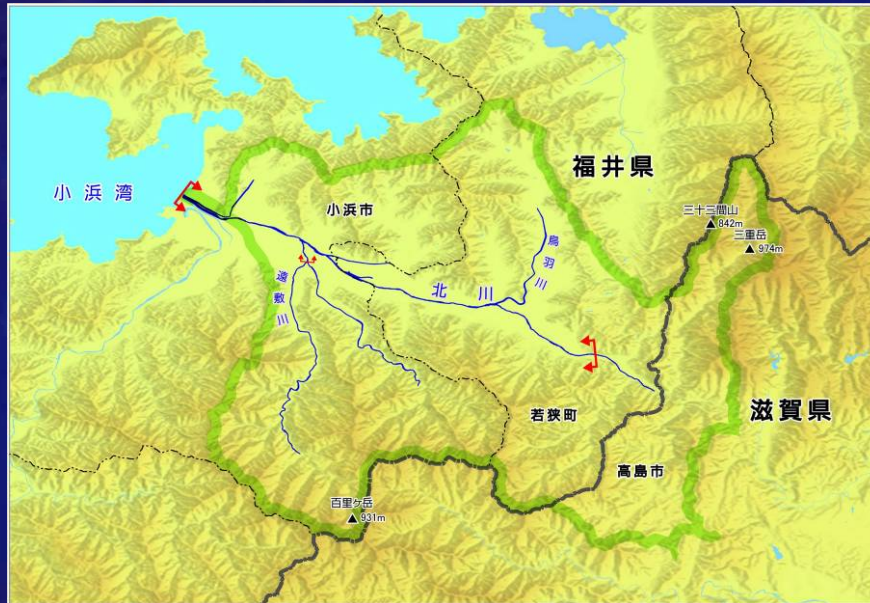 福井県
小浜湾
小浜市
三十三間山
▲842m
三重岳
▲974m
鳥羽川
遠敷川
北川
若狭町
滋賀県
高島市
百里ケ岳
▲931m